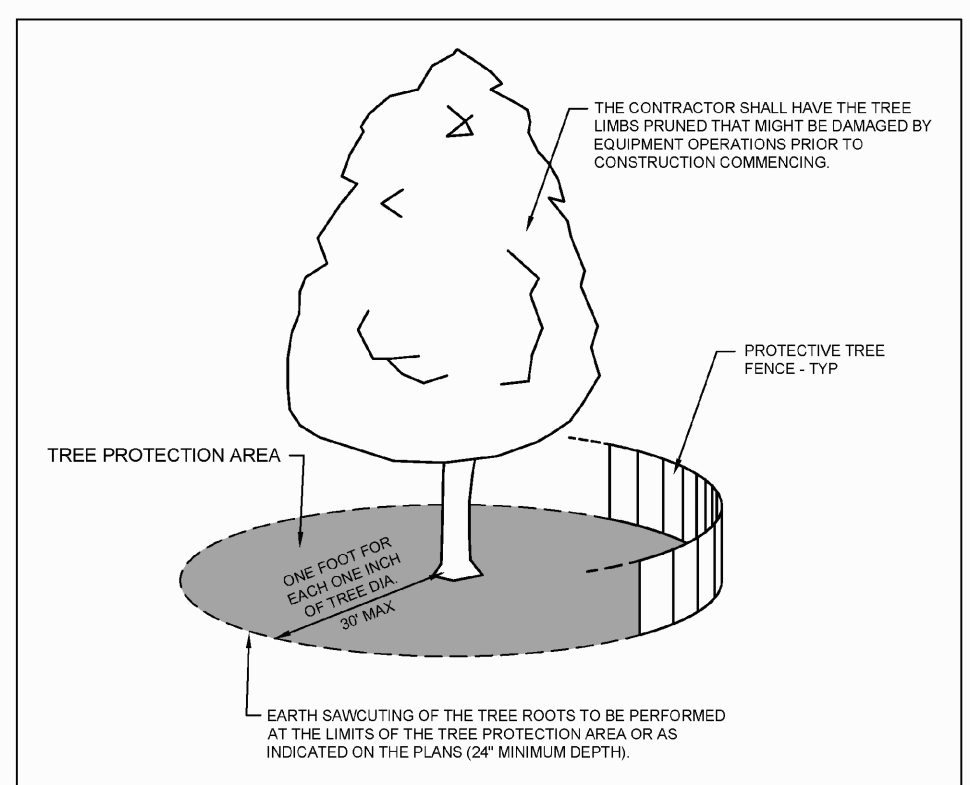 THE CONTRACTOR SHALL HAVE THE TREE
LIMBS PRUNED THAT MIGHT BE DAMAGED BY
EQUIPMENT OPERATIONS PRIOR TO
CONSTRUCTION COMMENCING.
PROTECTIVE TREE
FENCE - TYP
TREE PROTECTION AREA
ONE FOOT FOR
EACH ONE INCH
OF TREE DIA.
30' MAX
EARTH SAWCUTING OF THE TREE ROOTS TO BE PERFORMED
AT THE LIMITS OF THE TREE PROTECTION AREA OR AS
INDICATED ON THE PLANS (24" MINIMUM DEPTH).